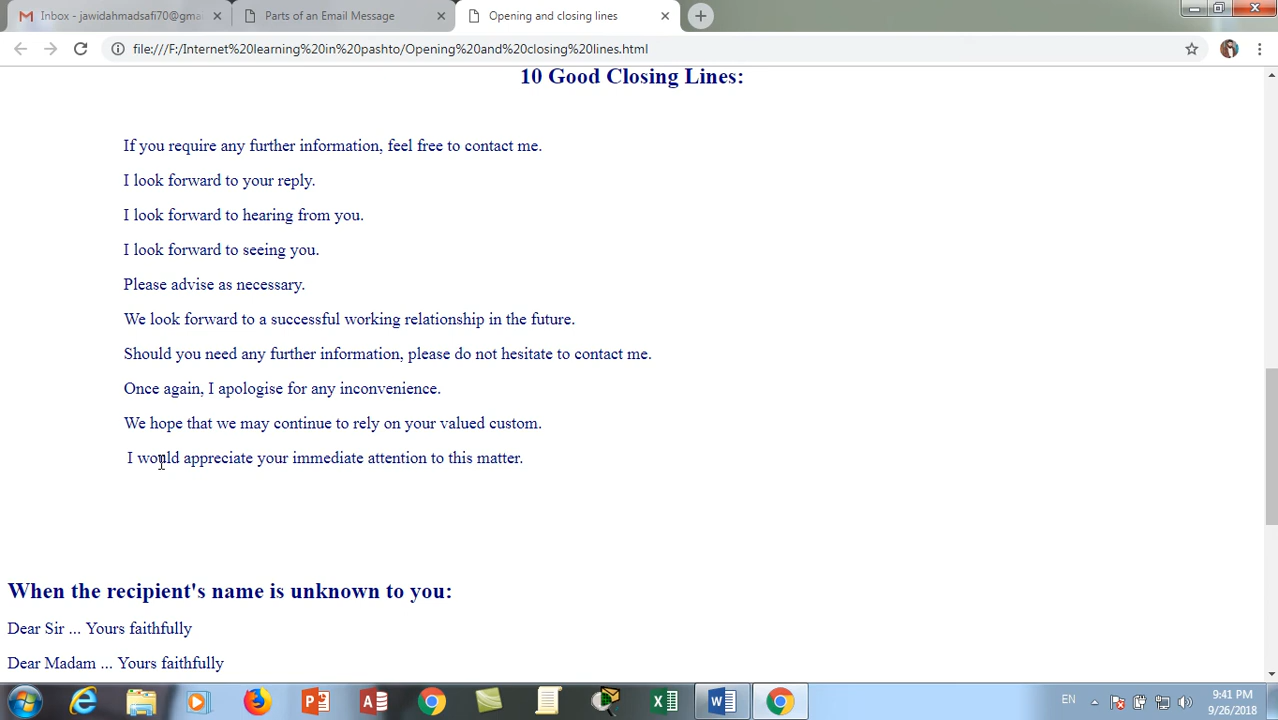 Inbox - jawidahmadsafi70@gma
Parts of an Email Message
Opening and closing lines
file:///F:/Internet%20learning%20in%20pashto/Opening%20and%20closing%20lines.html
10 Good Closing Lines:
If you require any further information, feel free to contact me.
I look forward to your reply.
I look forward to hearing from you.
I look forward to seeing you.
Please advise as necessary.
We look forward to a successful working relationship in the future.
Should you need any further information, please do not hesitate to contact me.
Once again, I apologise for any inconvenience.
We hope that we may continue to rely on your valued custom.
I would appreciate your immediate attention to this matter.
When the recipient's name is unknown to you:
Dear Sir ... Yours faithfully
Dear Madam ... Yours faithfully
EN
9:41 PM
9/26/2018